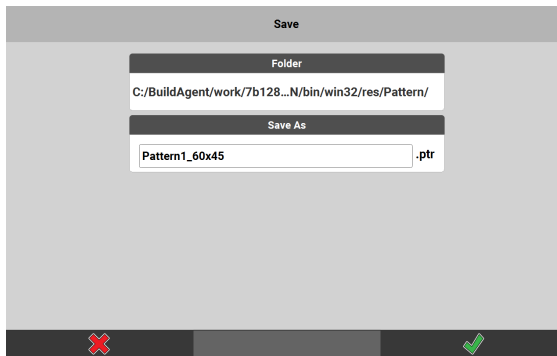 Save
Folder
C:/BuildAgent/work/7b128...N/bin/win32/res/Pattern/
Save As
Pattern1_60x45 .ptr